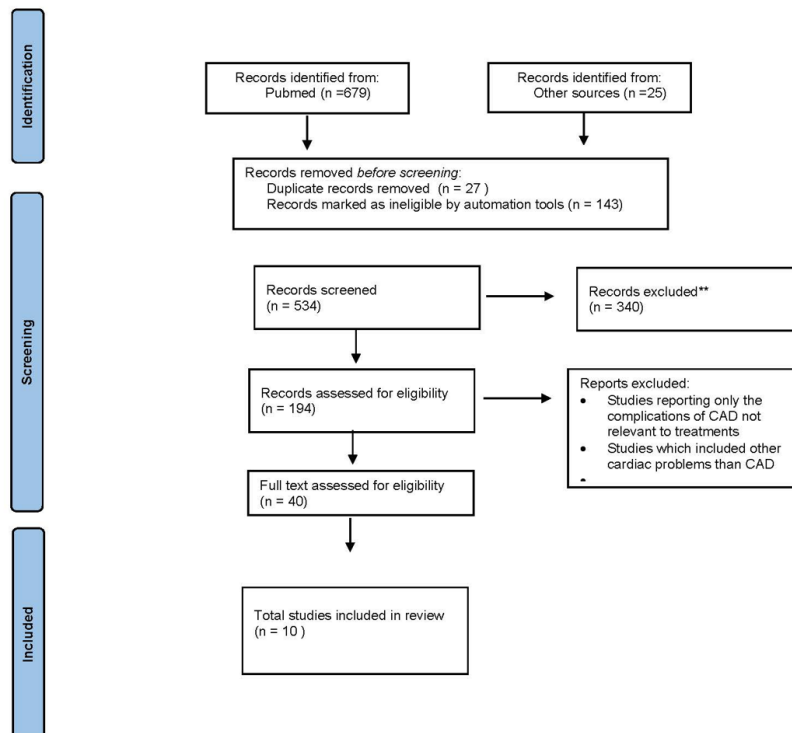 Identification
Records identified from:
Pubmed (n =679)
Records identified from:
Other sources (n =25)
Records removed before screening:
Duplicate records removed (n = 27 )
Records marked as ineligible by automation tools (n = 143)
Screening
Records screened
(n = 534)
Records excluded**
(n = 340)
Records assessed for eligibility
(n = 194)
Reports excluded:
• Studies reporting only the
complications of CAD not
relevant to treatments
• Studies which included other
cardiac problems than CAD
•
Full text assessed for eligibility
(n = 40)
Included
Total studies included in review
(n = 10 )